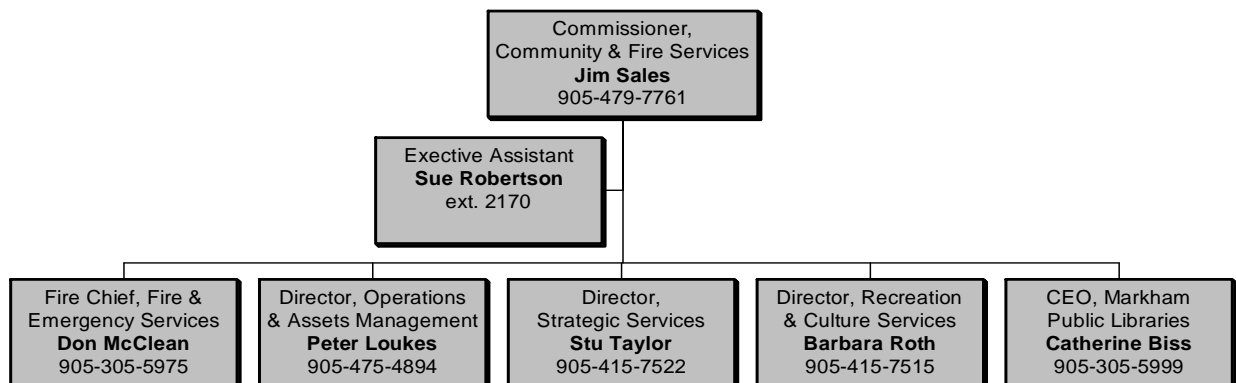 Commissioner,
Community & Fire Services
Jim Sales
905-479-7761
Exective Assistant
Sue Robertson
ext. 2170
Fire Chief, Fire &
Emergency Services
Don McClean
905-305-5975
Director, Operations
& Assets Management
Peter Loukes
905-475-4894
Director,
Strategic Services
Stu Taylor
905-415-7522
Director, Recreation
& Culture Services
Barbara Roth
905-415-7515
CEO, Markham
Public Libraries
Catherine Biss
905-305-5999